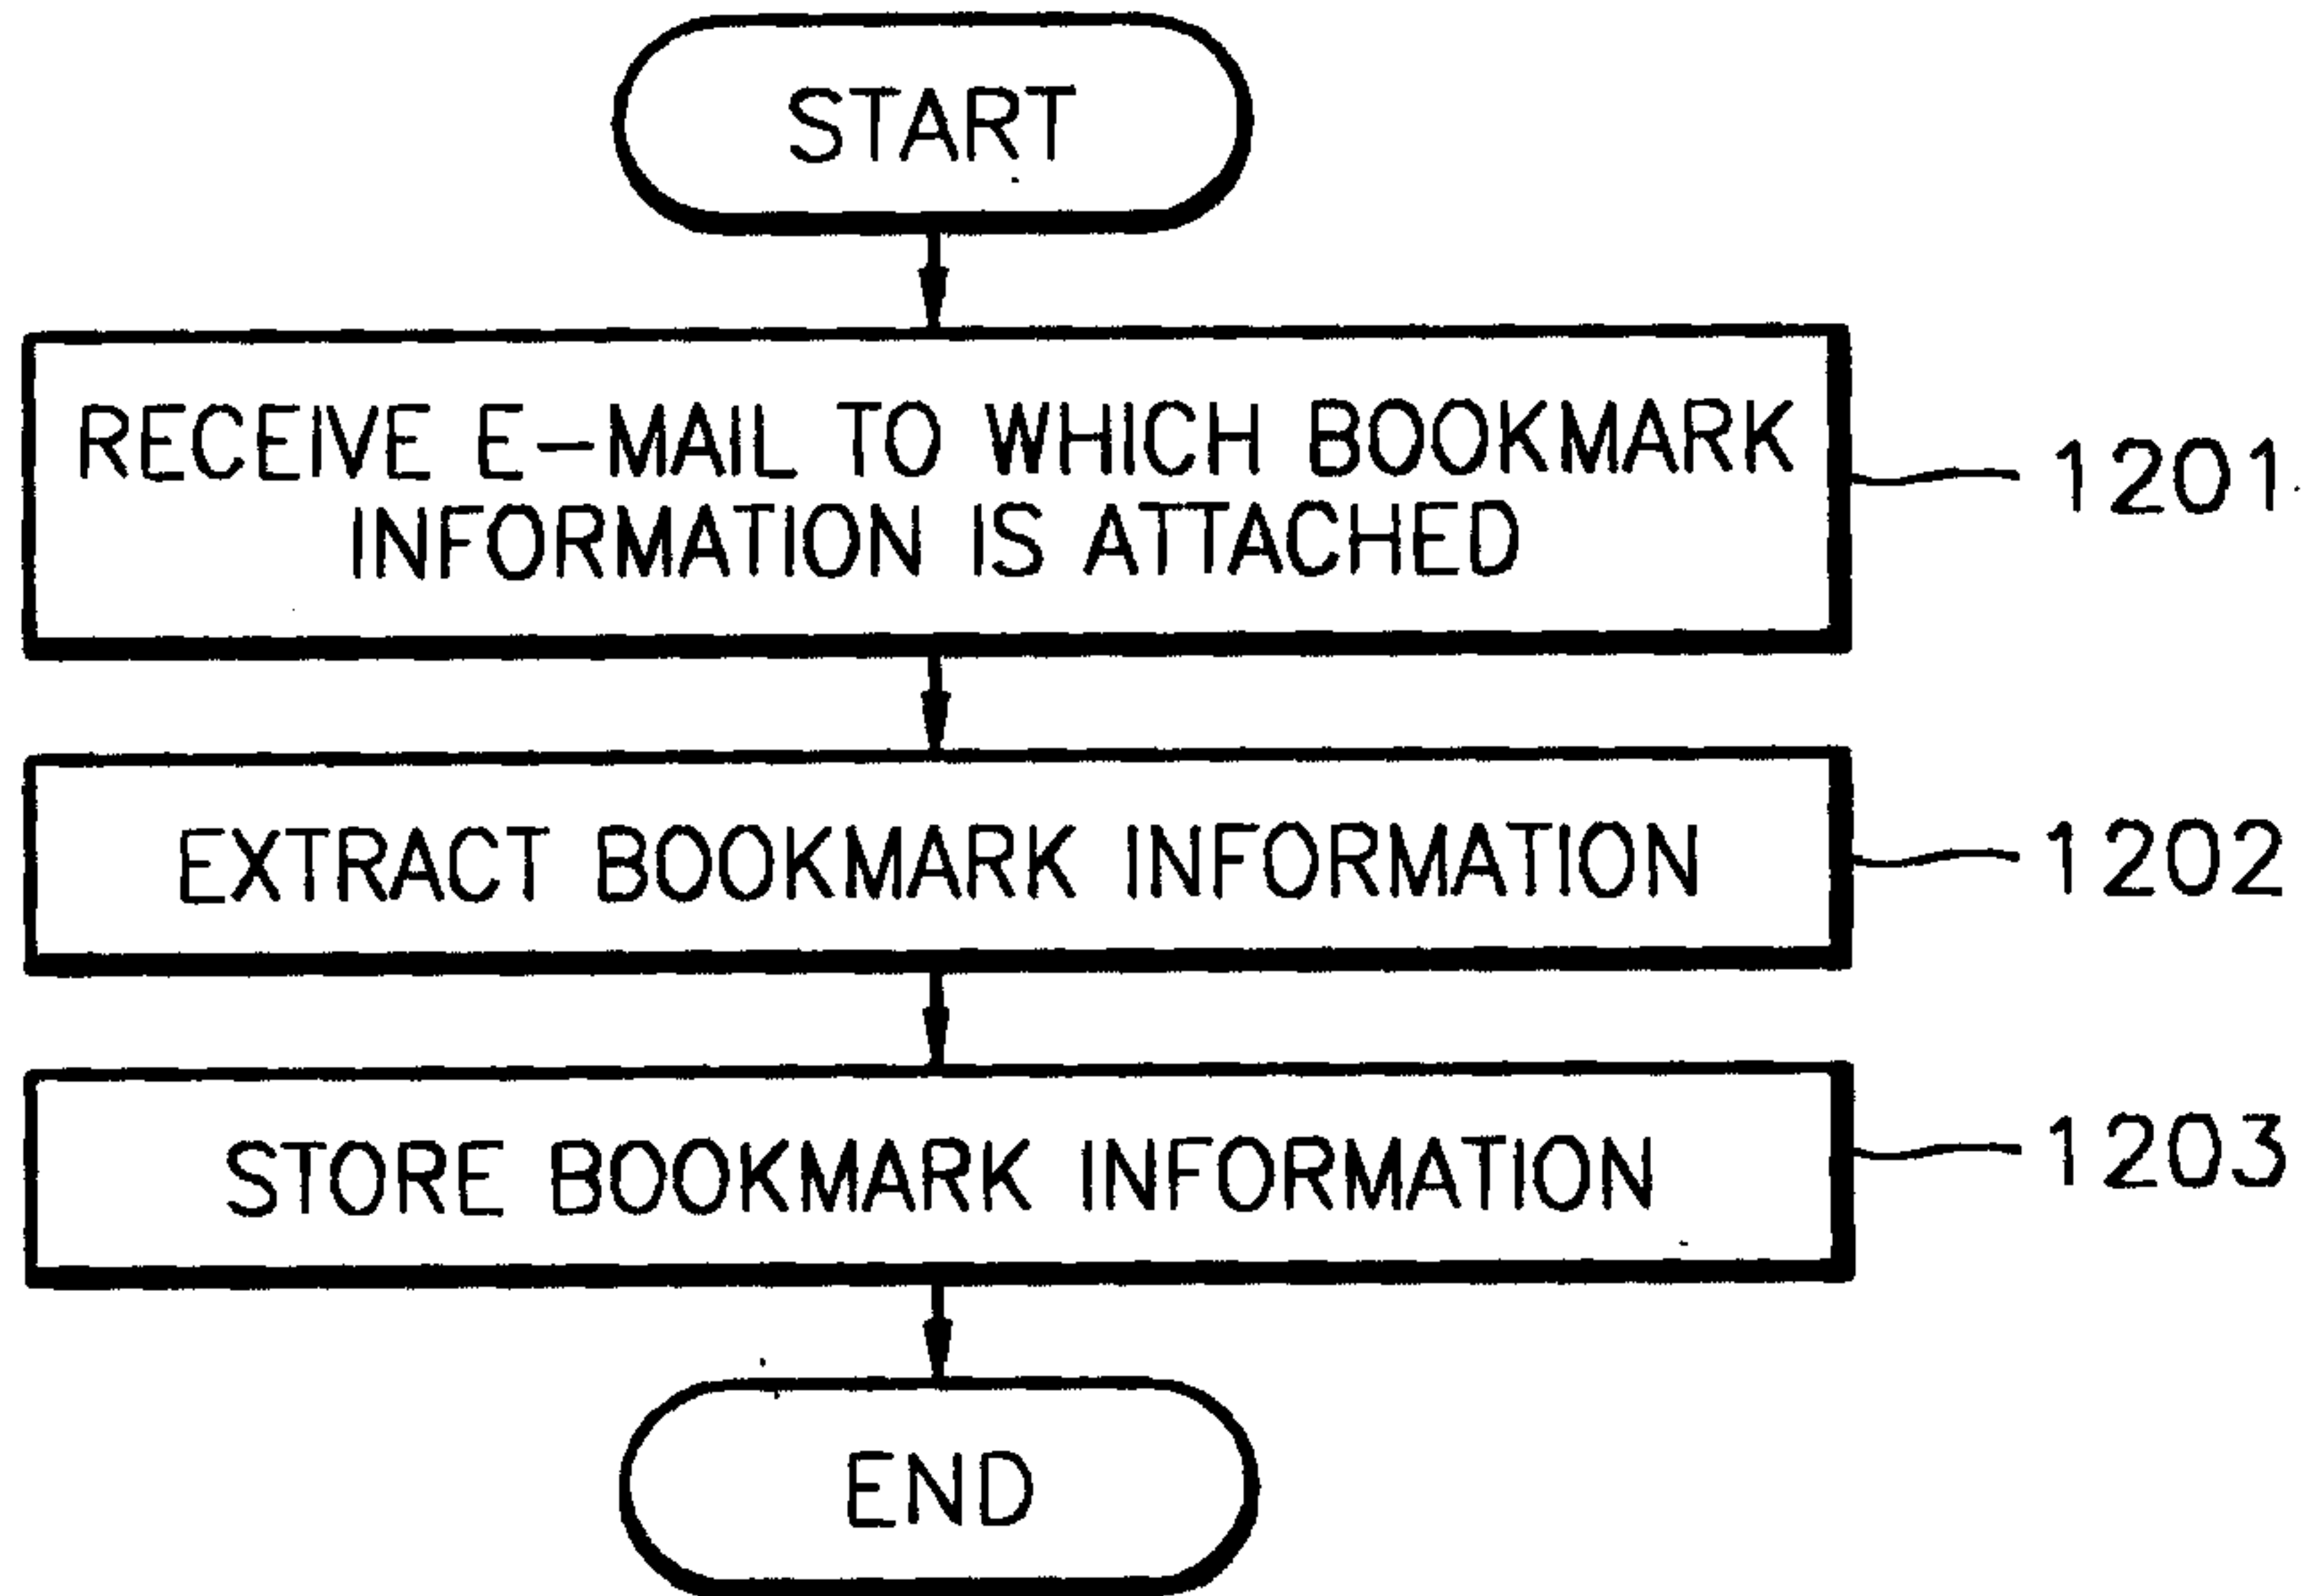 START
RECEIVE E-MAIL TO WHICH BOOKMARK
INFORMATION IS ATTACHED
1201
EXTRACT BOOKMARK INFORMATION
1202
STORE BOOKMARK INFORMATION
1203
END